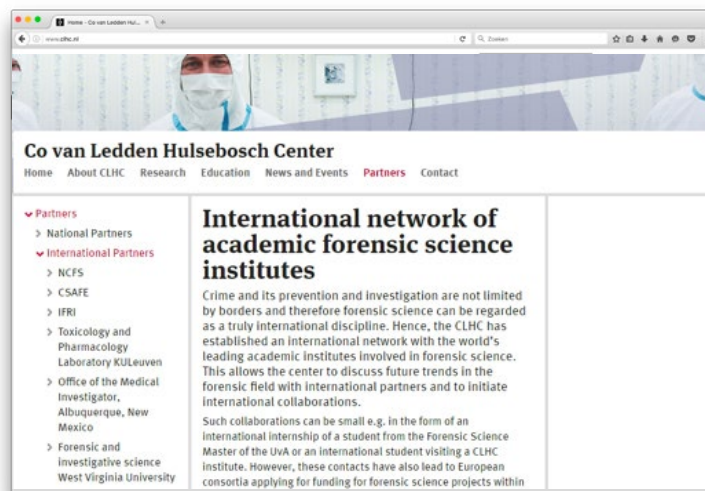 Home - Co van Ledden Hul...
www.clhc.nl
Zoeken
Co van Ledden Hulsebosch Center
Home About CLHC Research Education News and Events Partners Contact
Partners
National Partners
International Partners
NCFS
CSAFE
IFRI
Toxicology and
Pharmacology
Laboratory KULeuven
Office of the Medical
Investigator,
Albuquerque, New
Mexico
Forensic and
investigative science
West Virginia University
International network of
academic forensic science
institutes
Crime and its prevention and investigation are not limited
by borders and therefore forensic science can be regarded
as a truly international discipline. Hence, the CLHC has
established an international network with the world's
leading academic institutes involved in forensic science.
This allows the center to discuss future trends in the
forensic field with international partners and to initiate
international collaborations.
Such collaborations can be small e.g. in the form of an
international internship of a student from the Forensic Science
Master of the UvA or an international student visiting a CLHC
institute. However, these contacts have also lead to European
consortia applying for funding for forensic science projects within